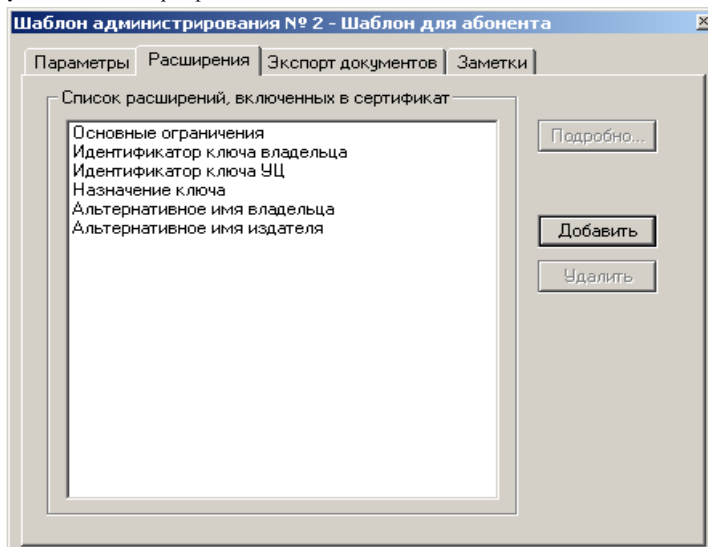 Шаблон администрирования № 2 - Шаблон для абонента
Параметры Расширения Экспорт документов Заметки
Список расширений, включенных в сертификат
Основные ограничения
Идентификатор ключа владельца
Идентификатор ключа УЦ
Назначение ключа
Альтернативное имя владельца
Альтернативное имя издателя
Подробно...
Добавить
Удалить